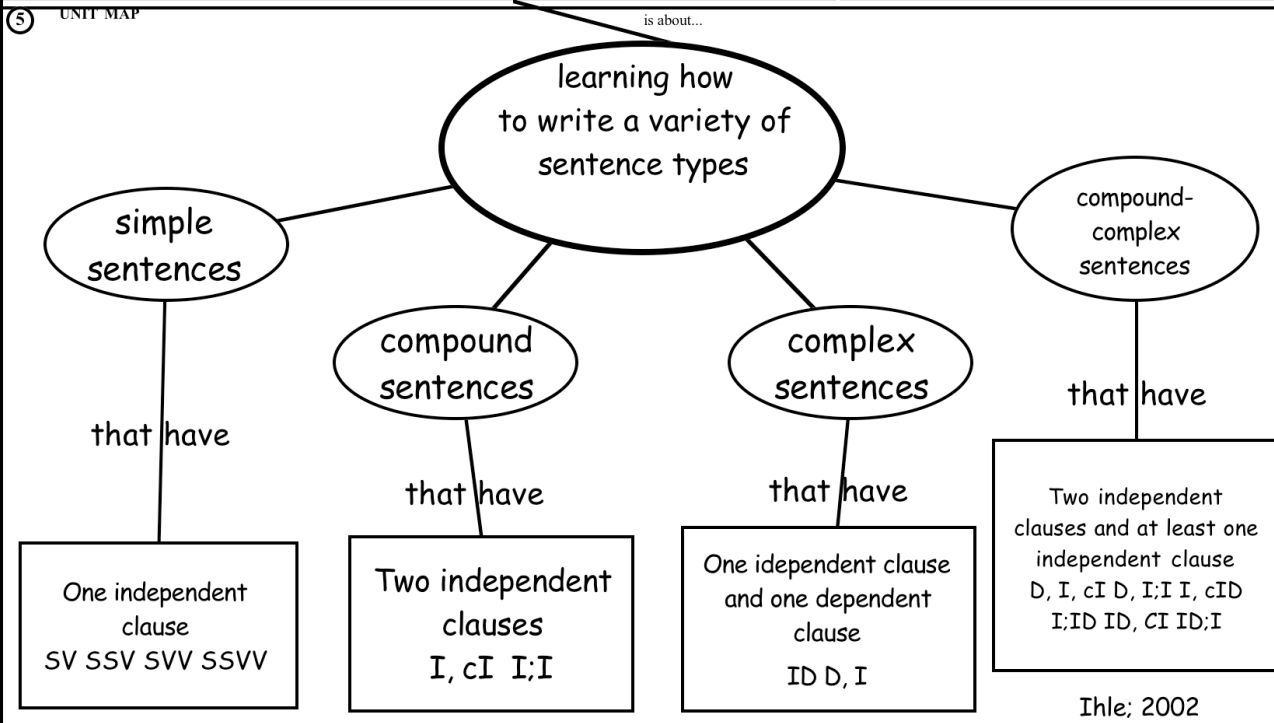 5
UNIT MAP
is about...
learning how
to write a variety of
sentence types
simple
sentences
that have
One independent
clause
SV SSV SVV SSVV
compound
sentences
that have
Two independent
clauses
I, cI I;I
complex
sentences
that have
One idependent clause
and one dependent
clause
ID D, I
compound-
complex
sentences
that have
Two independent
clauses and at least one
independent clause
D, I, cI D, I;I I, cID
I;ID ID, CI ID;I
Ihle; 2002